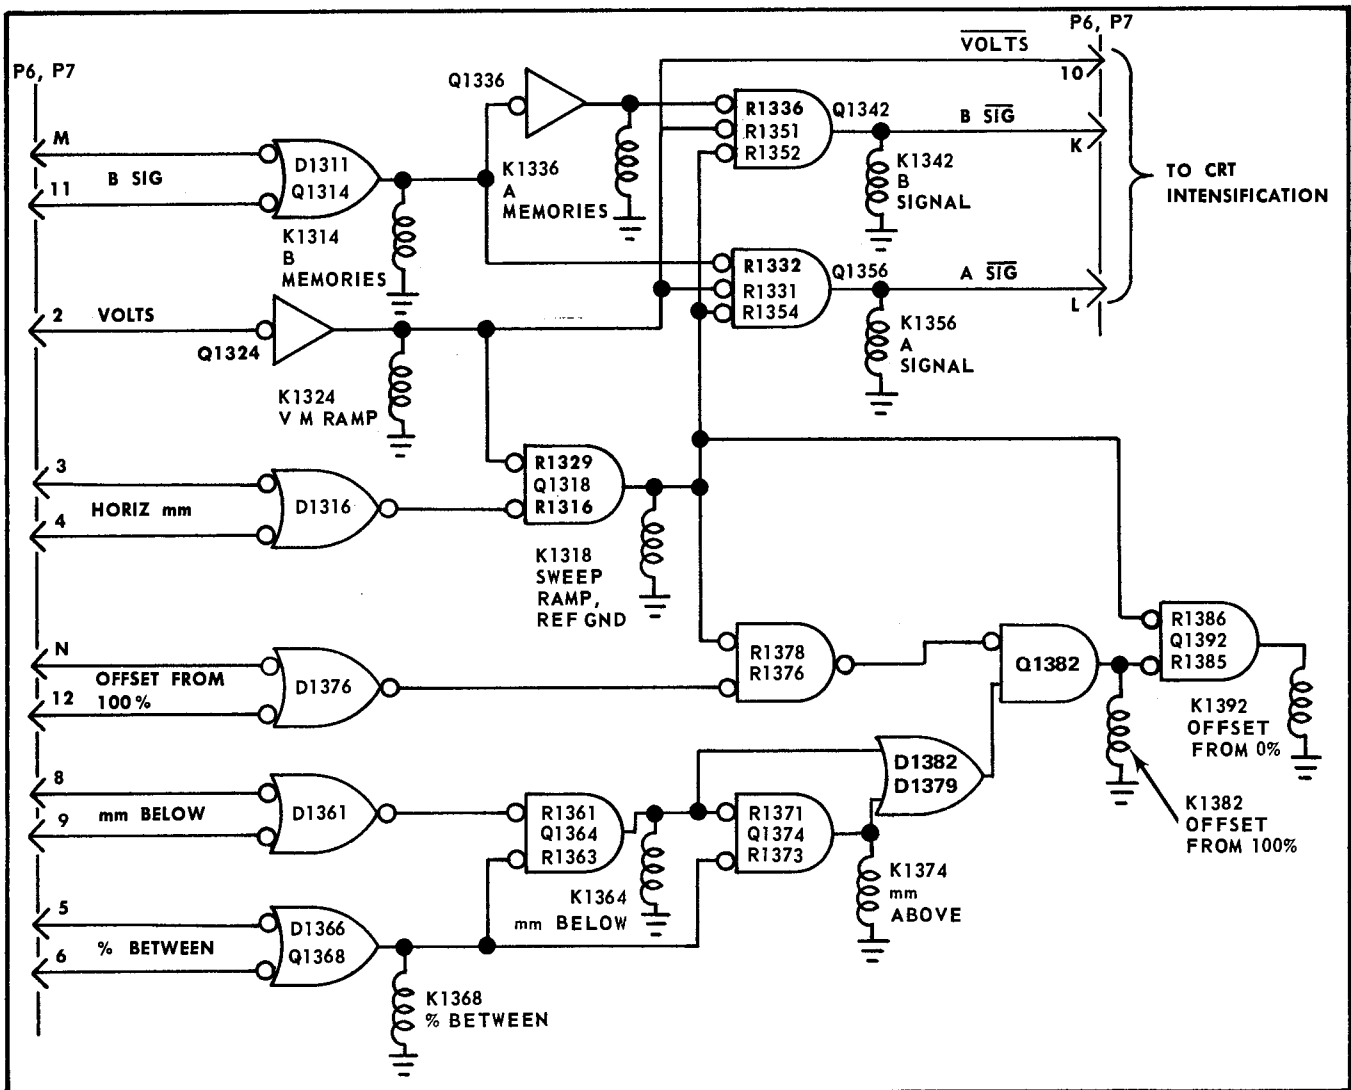 P6, P7
VOLTS
P6, P7
10
Q1336
R1336
R1351
R1352
Q1342
B SIG
K
M
B SIG
11
D1311
Q1314
K1336
A
MEMORIES
K1342
B
SIGNAL
TO CRT
INTENSIFICATION
K1314
B
MEMORIES
R1332
R1331
R1354
Q1356
A SIG
L
2
VOLTS
Q1324
K1356
A
SIGNAL
K1324
V M RAMP
3
HORIZ mm
4
D1316
R1329
Q1318
R1316
K1318
SWEEP
RAMP,
REF GND
N
OFFSET FROM
12
100%
D1376
R1378
R1376
Q1382
R1386
Q1392
R1385
K1392
OFFSET
FROM 0%
8
mm BELOW
9
D1361
R1361
Q1364
R1363
R1371
Q1374
R1373
D1382
D1379
K1382
OFFSET
FROM 100%
K1364
mm BELOW
K1374
mm
ABOVE
5
% BETWEEN
6
D1366
Q1368
K1368
% BETWEEN